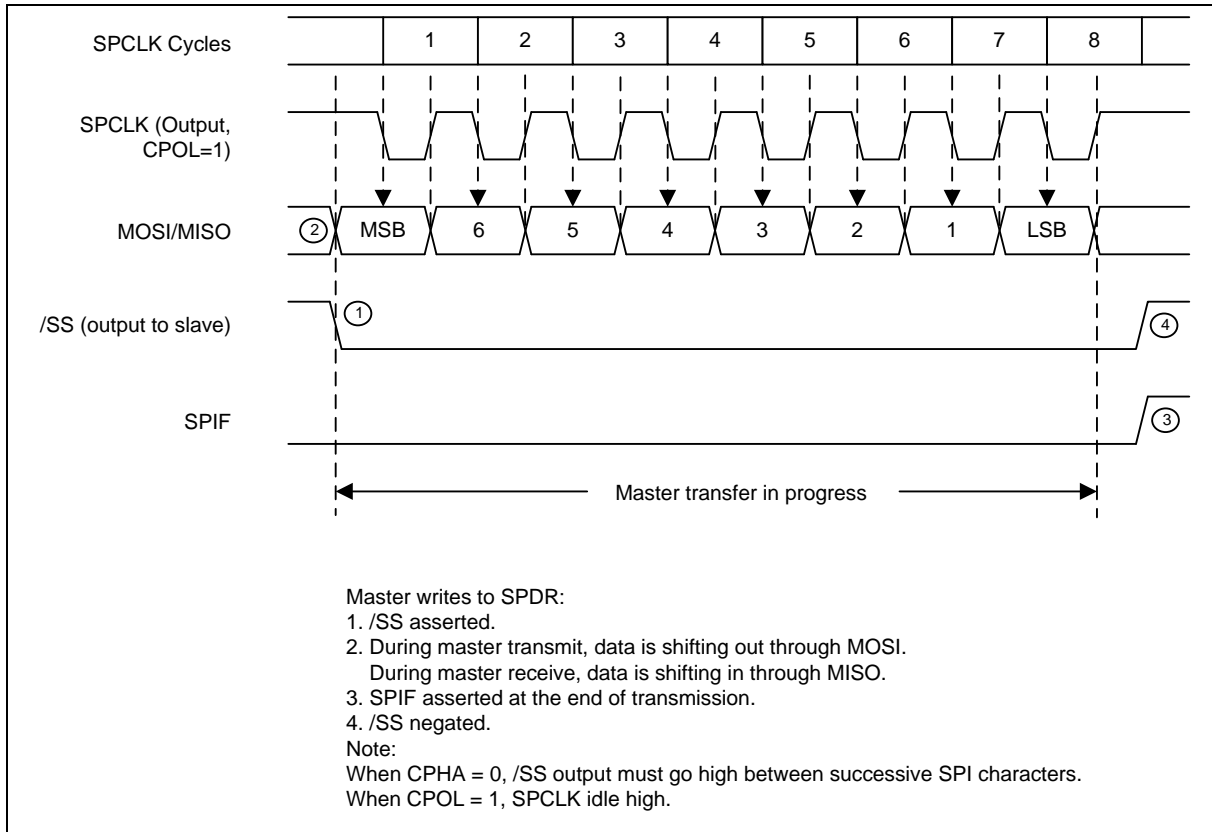 SPCLK Cycles
1 2 3 4 5 6 7 8
SPCLK (Output,
CPOL=1)
MOSI/MISO
2 MSB 6 5 4 3 2 1 LSB
/SS (output to slave)
1
4
SPIF
3
Master transfer in progress
Master writes to SPDR:
1. /SS asserted.
2. During master transmit, data is shifting out through MOSI.
During master receive, data is shifting in through MISO.
3. SPIF asserted at the end of transmission.
4. /SS negated.
Note:
When CPHA = 0, /SS output must go high between successive SPI characters.
When CPOL = 1, SPCLK idle high.